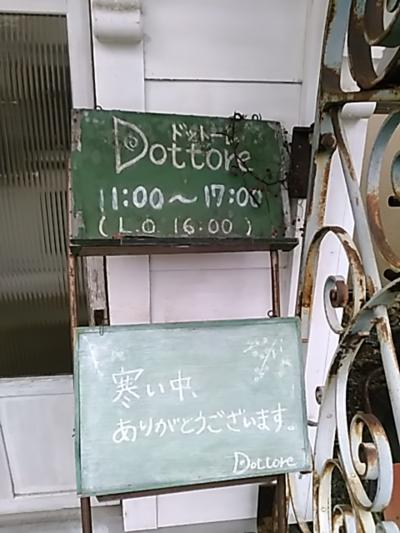 ドットーレ
Dottore
11:00～17:00
(L.O. 16:00)
寒い中、
ありがとうございます。
Dottore